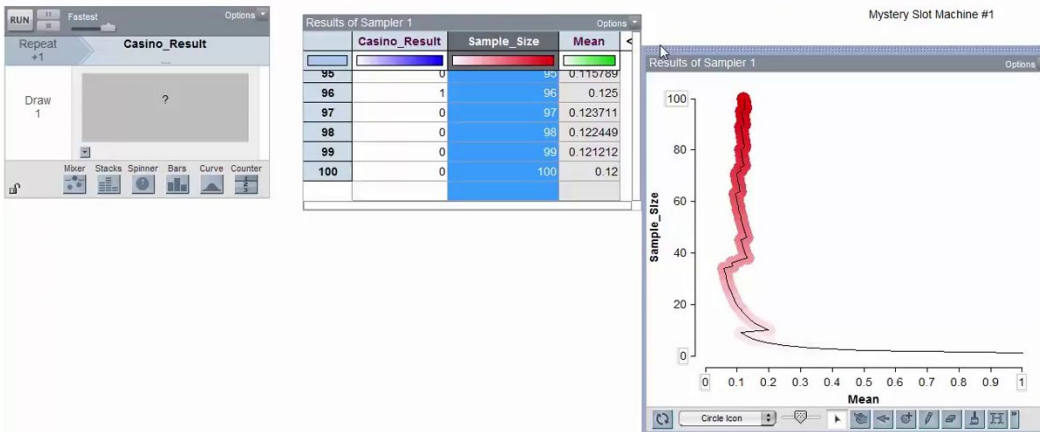 Mystery Slot Machine #1
RUN Fastest Options
Repeat +1 Casino_Result
Draw 1 ?
Mixer Stacks Spinner Bars Curve Counter
Results of Sampler 1 Options
Casino_Result Sample_Size Mean <
95 0 95 0.115789
96 1 96 0.125
97 0 97 0.123711
98 0 98 0.122449
99 0 99 0.121212
100 0 100 0.12
Results of Sampler 1 Options
100
80
60
40
20
0
Sample_Size
0 0.1 0.2 0.3 0.4 0.5 0.6 0.7 0.8 0.9 1
Mean
Circle Icon